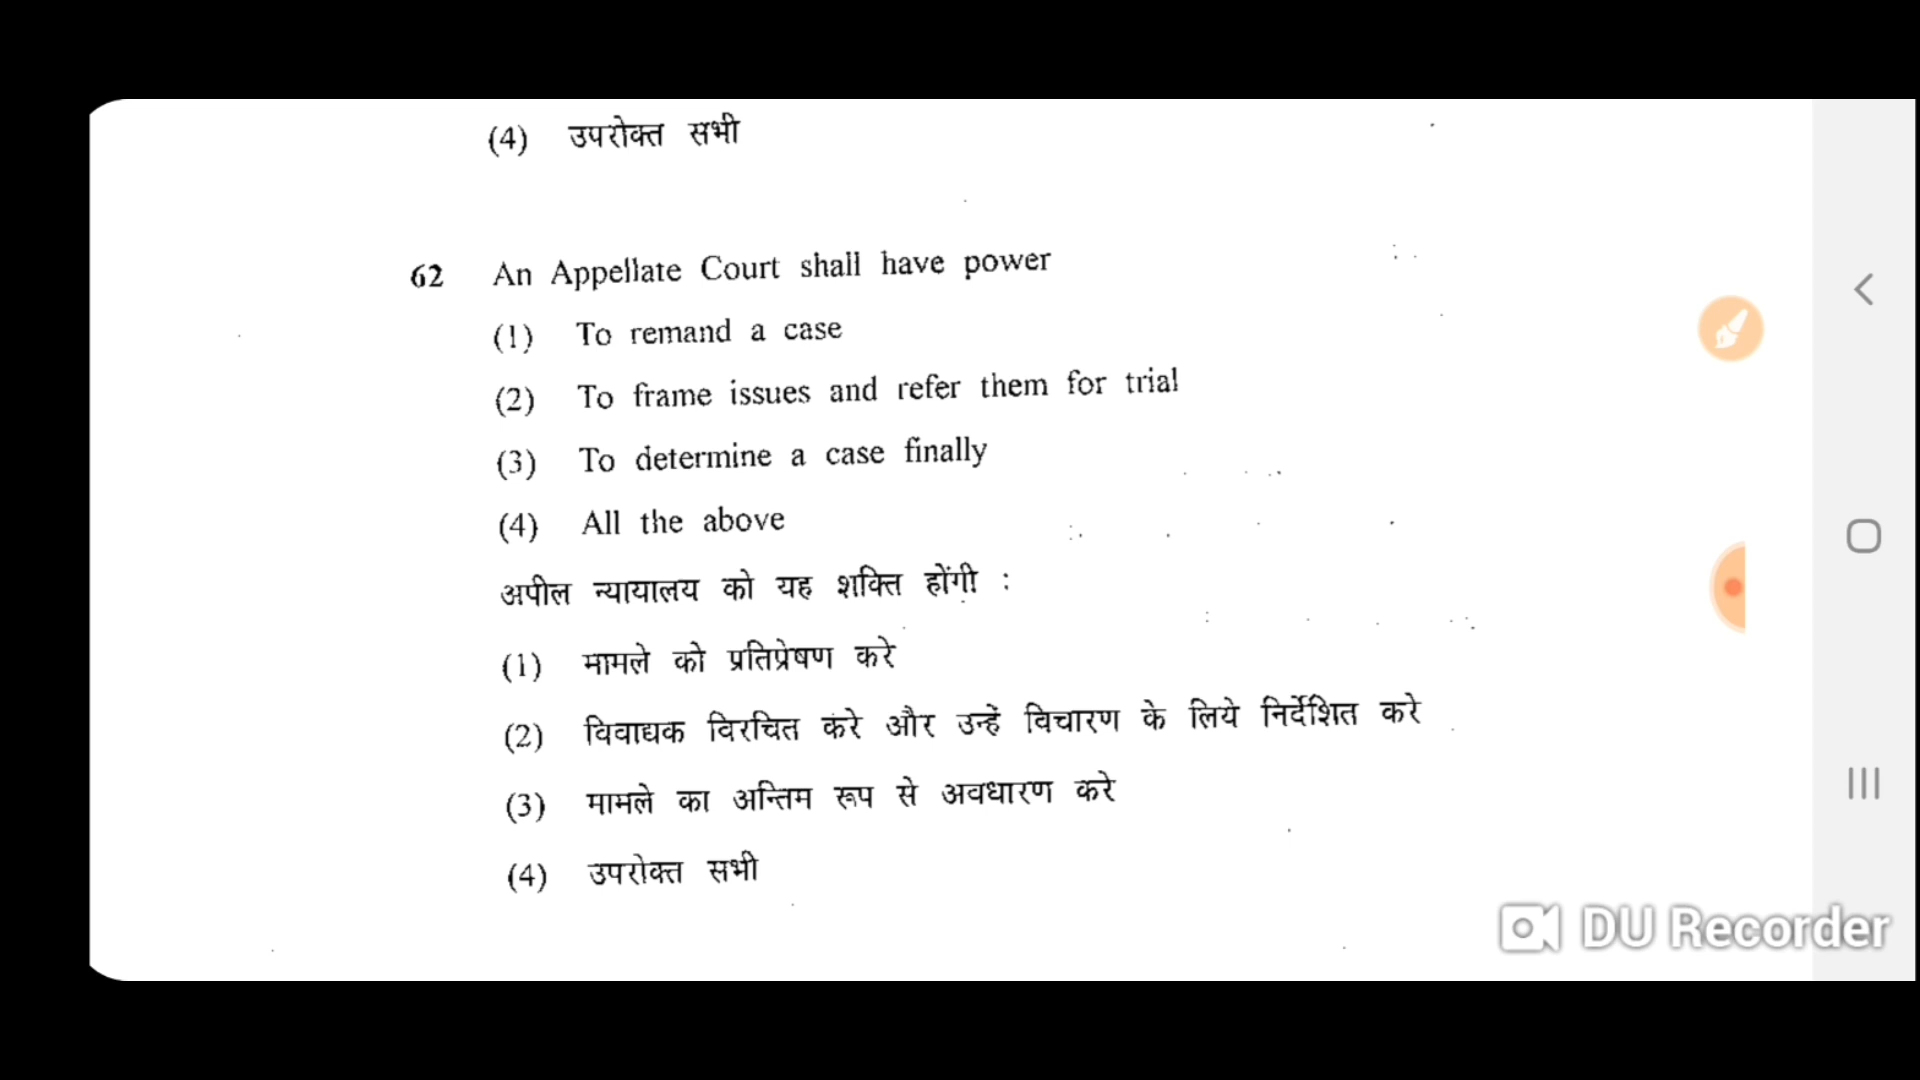 (4) उपरोक्त सभी
62 An Appellate Court shall have power
(1) To remand a case
(2) To frame issues and refer them for trial
(3) To determine a case finally
(4) All the above
अपील न्यायालय को यह शक्ति होंगी :
(1) मामले को प्रतिप्रेषण करे
(2) विवाद्यक विरचित करे और उन्हें विचारण के लिये निर्देशित करे
(3) मामले का अन्तिम रूप से अवधारण करे
(4) उपरोक्त सभी
DU Recorder